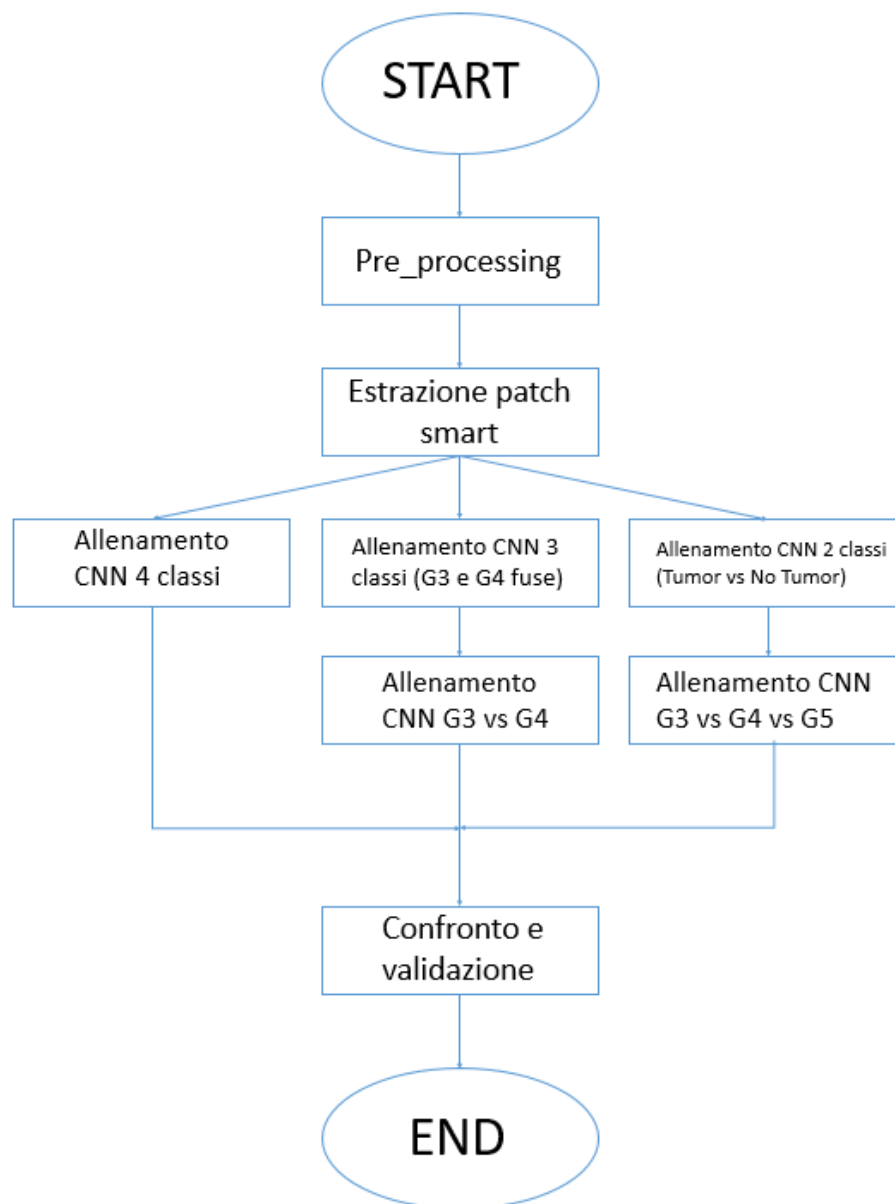 START
Pre_processing
Estrazione patch
smart
Allenamento
CNN 4 classi
Allenamento CNN 3
classi (G3 e G4 fuse)
Allenamento CNN 2 classi
(Tumor vs No Tumor)
Allenamento
CNN G3 vs G4
Allenamento CNN
G3 vs G4 vs G5
Confronto e
validazione
END